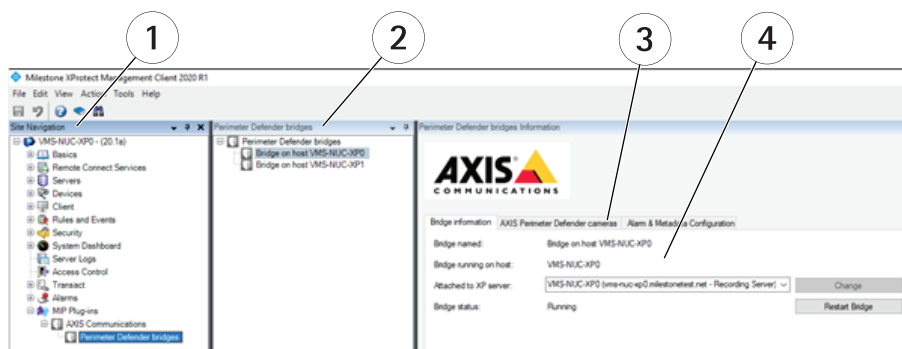 1
2
3
4
Milestone XProtect Management Client 2020 R1
File Edit View Action Tools Help
Site Navigation
VMS-NUC-XP0 - (20.1a)
Basics
Remote Connect Services
Servers
Devices
Client
Rules and Events
Security
System Dashboard
Server Logs
Access Control
Transact
Alarms
MIP Plug-ins
AXIS Communications
Perimeter Defender bridges
Perimeter Defender bridges
Perimeter Defender bridges
Bridge on host VMS-NUC-XP0
Bridge on host VMS-NUC-XP1
Perimeter Defender bridges Information
AXIS
COMMUNICATIONS
Bridge information AXIS Perimeter Defender cameras Alarm & Metadata Configuration
Bridge named: Bridge on host VMS-NUC-XP0
Bridge running on host: VMS-NUC-XP0
Attached to XP server: VMS-NUC-XP0 (vms-nuc-xp0.milestonetest.net - Recording Server) Change
Bridge status: Running Restart Bridge